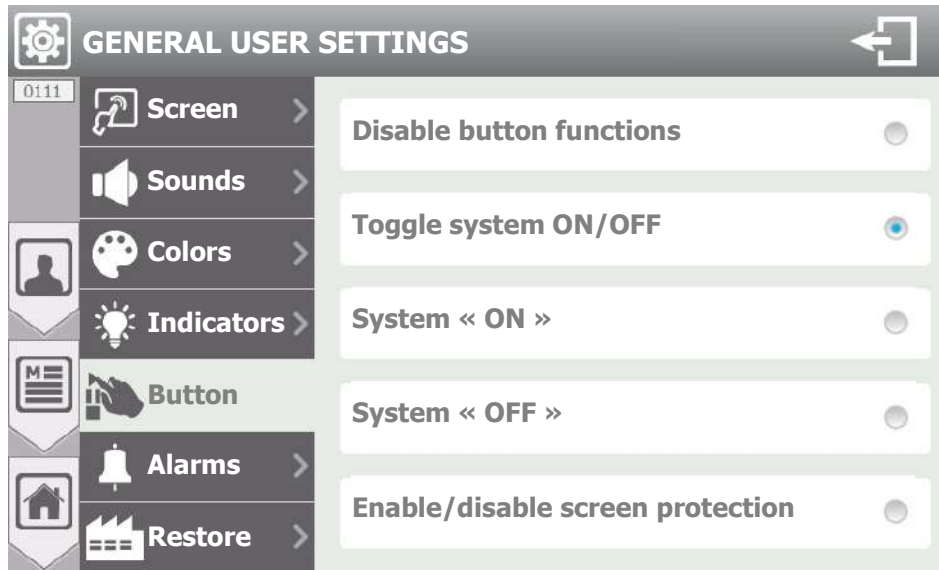 GENERAL USER SETTINGS
0111
Screen
Sounds
Colors
Indicators
Button
Alarms
Restore
Disable button functions
Toggle system ON/OFF
System « ON »
System « OFF »
Enable/disable screen protection
M